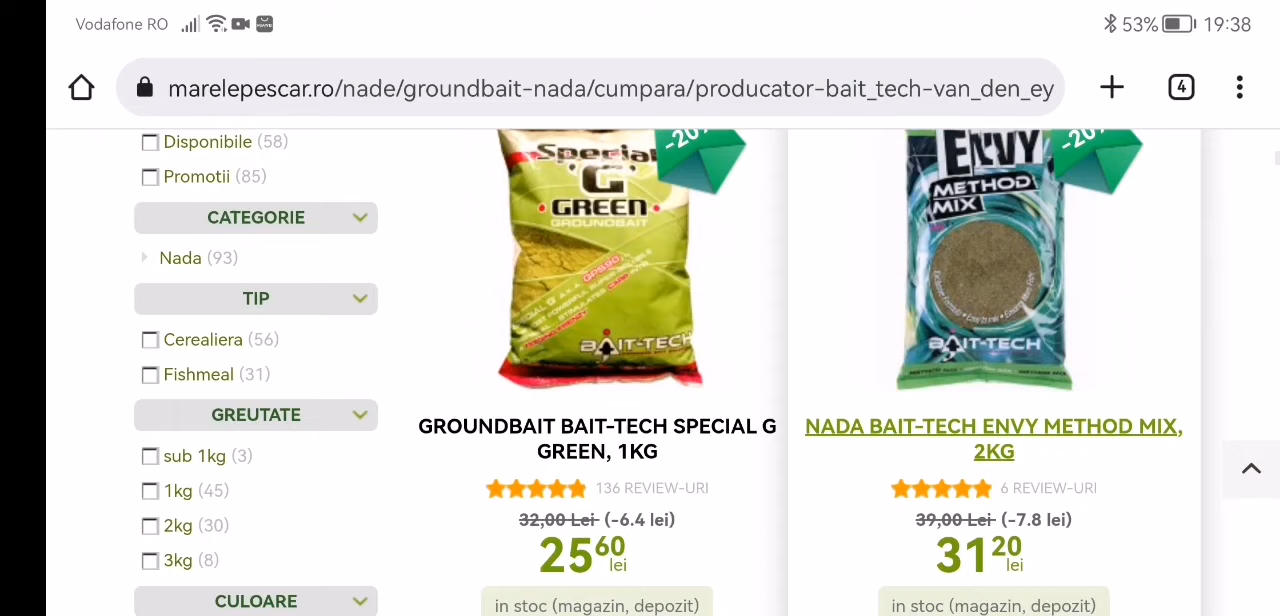 Vodafone RO
53% 19:38
marelepescar.ro/nade/groundbait-nada/cumpara/producator-bait_tech-van_den_ey
4
Disponibile (58)
Promotii (85)
CATEGORIE
Nada (93)
TIP
Cerealiera (56)
Fishmeal (31)
GREUTATE
sub 1kg (3)
1kg (45)
2kg (30)
3kg (8)
CULOARE
-20
Special
'G'
GREEN
GROUNDBAIT
BAIT-TECH
GROUNDBAIT BAIT-TECH SPECIAL G
GREEN, 1KG
136 REVIEW-URI
32,00 Lei (-6.4 lei)
25 60 lei
in stoc (magazin, depozit)
-20
ENVY
METHOD
MIX
BAIT-TECH
NADA BAIT-TECH ENVY METHOD MIX,
2KG
6 REVIEW-URI
39,00 Lei (-7.8 lei)
31 20 lei
in stoc (magazin, depozit)